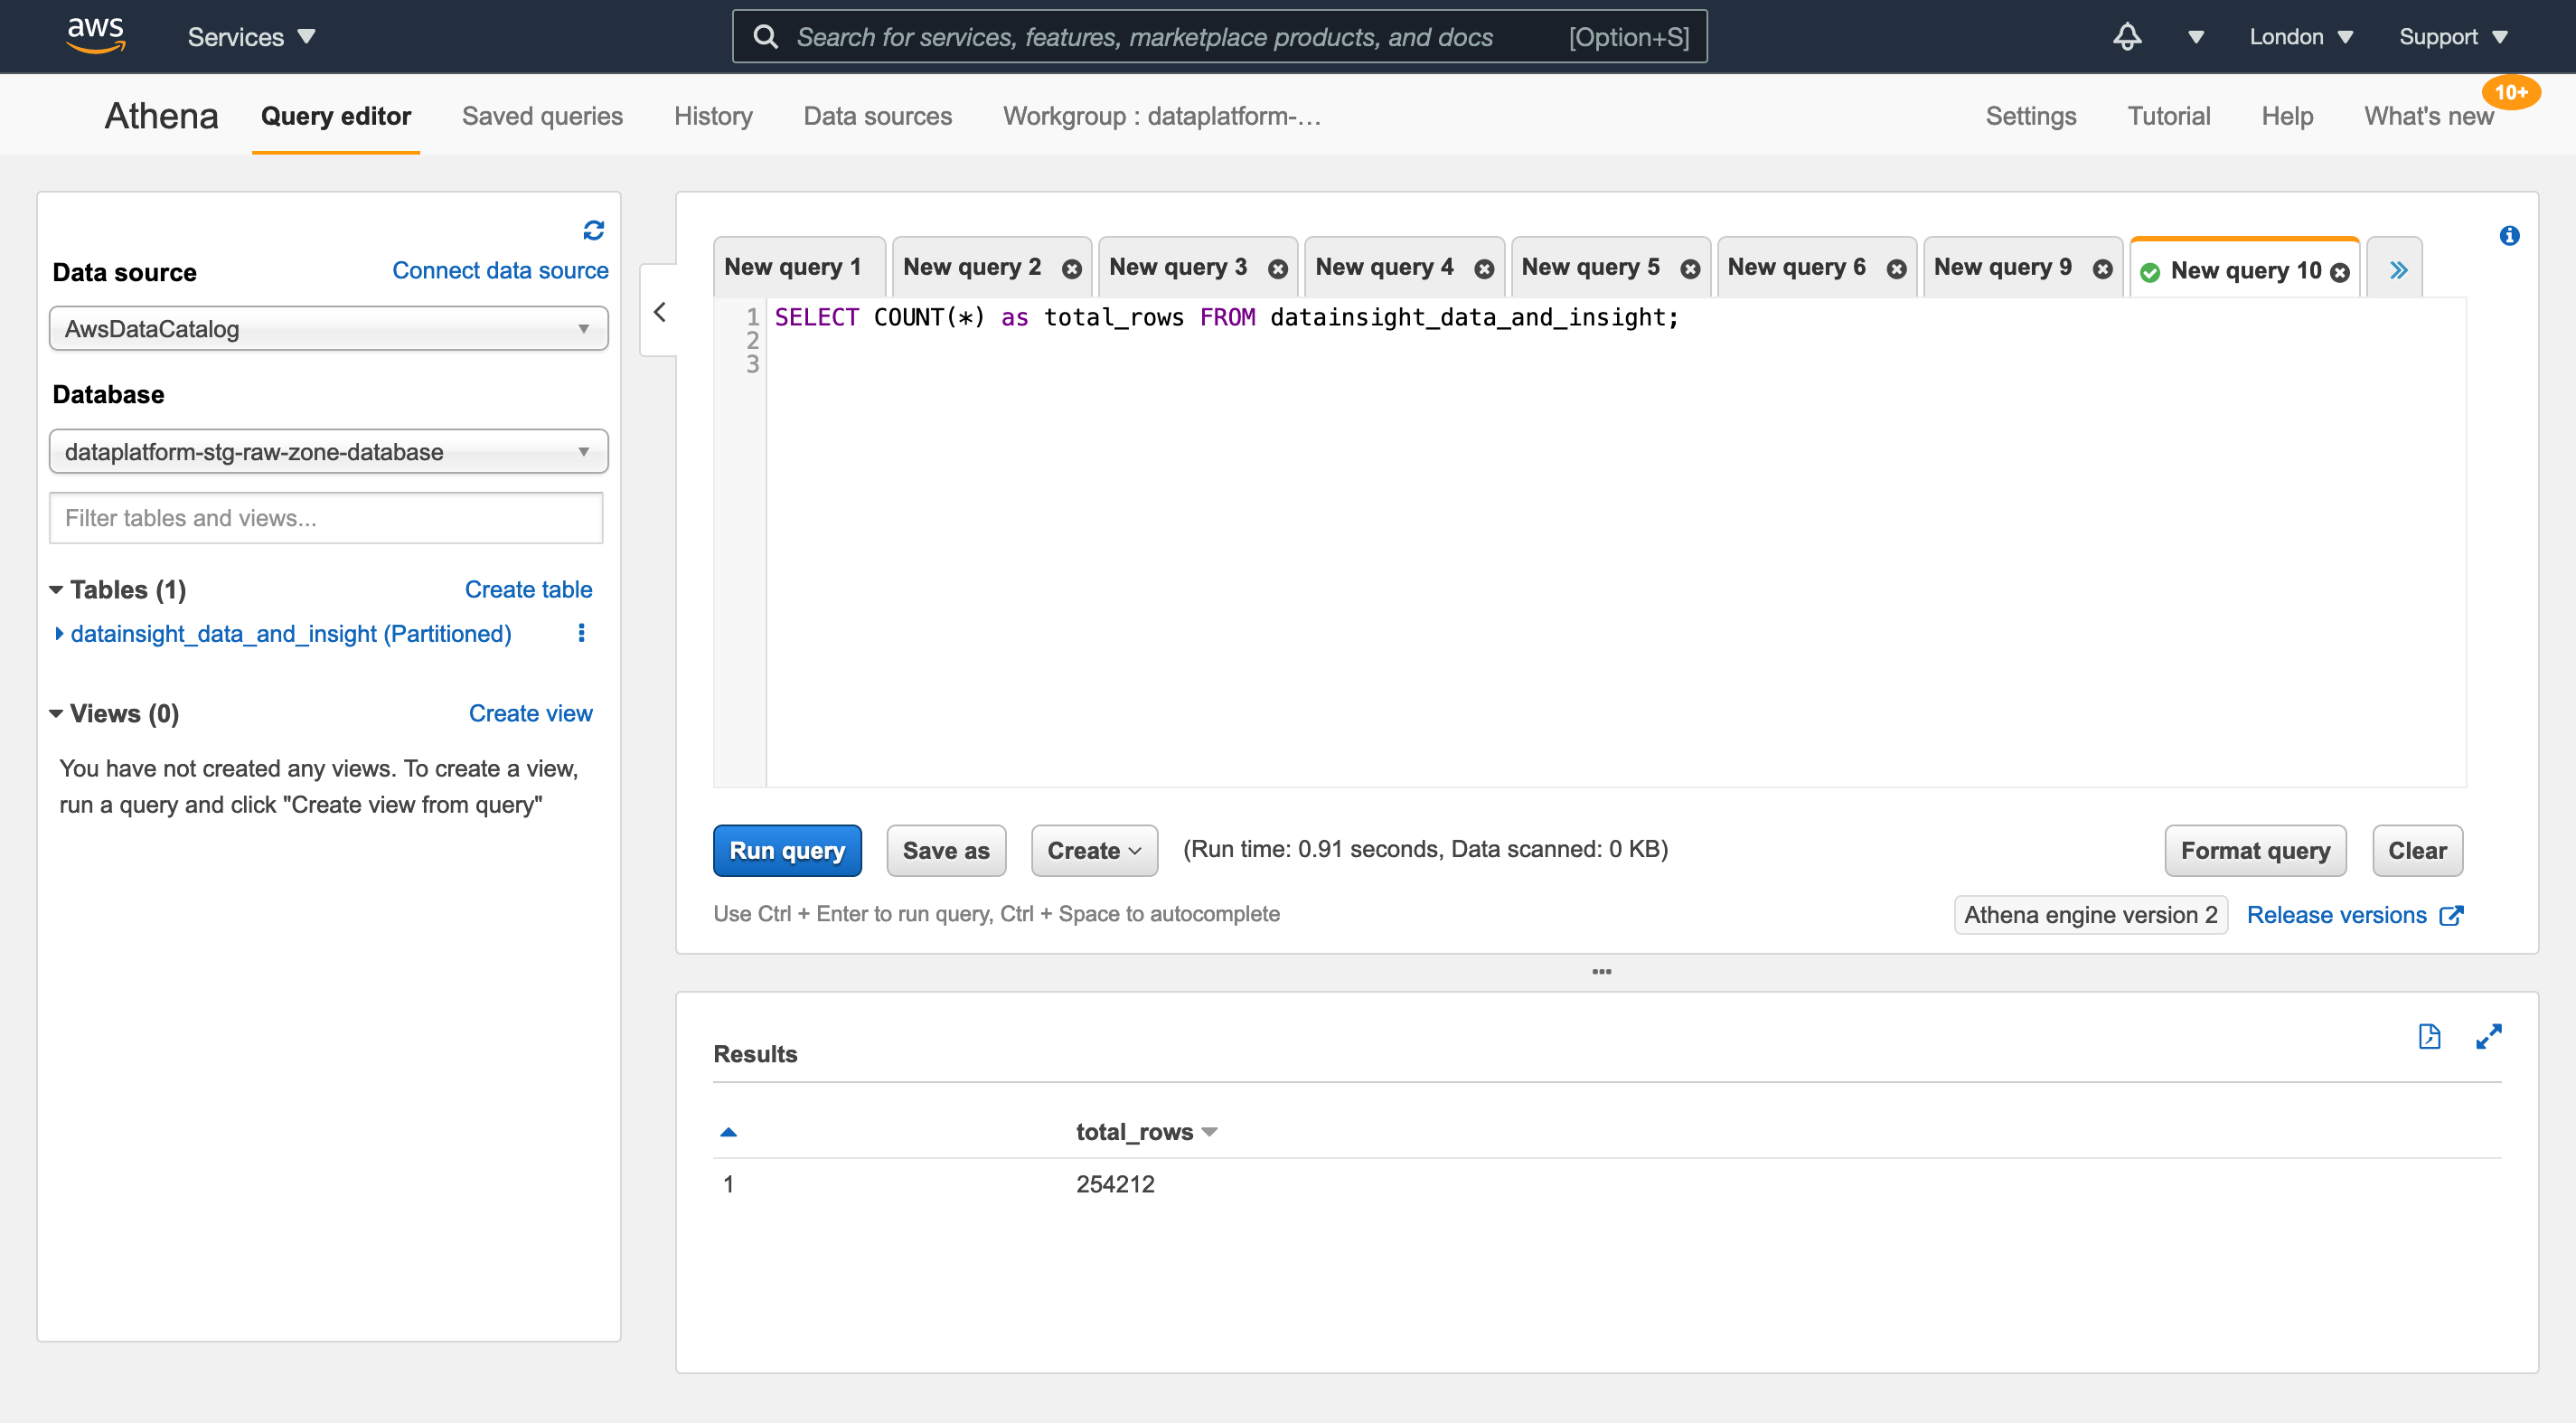 aws Services Search for services, features, marketplace products, and docs [Option+S] London Support
Athena Query editor Saved queries History Data sources Workgroup : dataplatform-... Settings Tutorial Help What's new 10+
Data source Connect data source
AwsDataCatalog
Database
dataplatform-stg-raw-zone-database
Filter tables and views...
Tables (1) Create table
datainsight_data_and_insight (Partitioned)
Views (0) Create view
You have not created any views. To create a view,
run a query and click "Create view from query"
New query 1 New query 2 New query 3 New query 4 New query 5 New query 6 New query 9 New query 10
1 SELECT COUNT(*) as total_rows FROM datainsight_data_and_insight;
2
3
Run query Save as Create (Run time: 0.91 seconds, Data scanned: 0 KB) Format query Clear
Use Ctrl + Enter to run query, Ctrl + Space to autocomplete Athena engine version 2 Release versions
Results
total_rows
1 254212